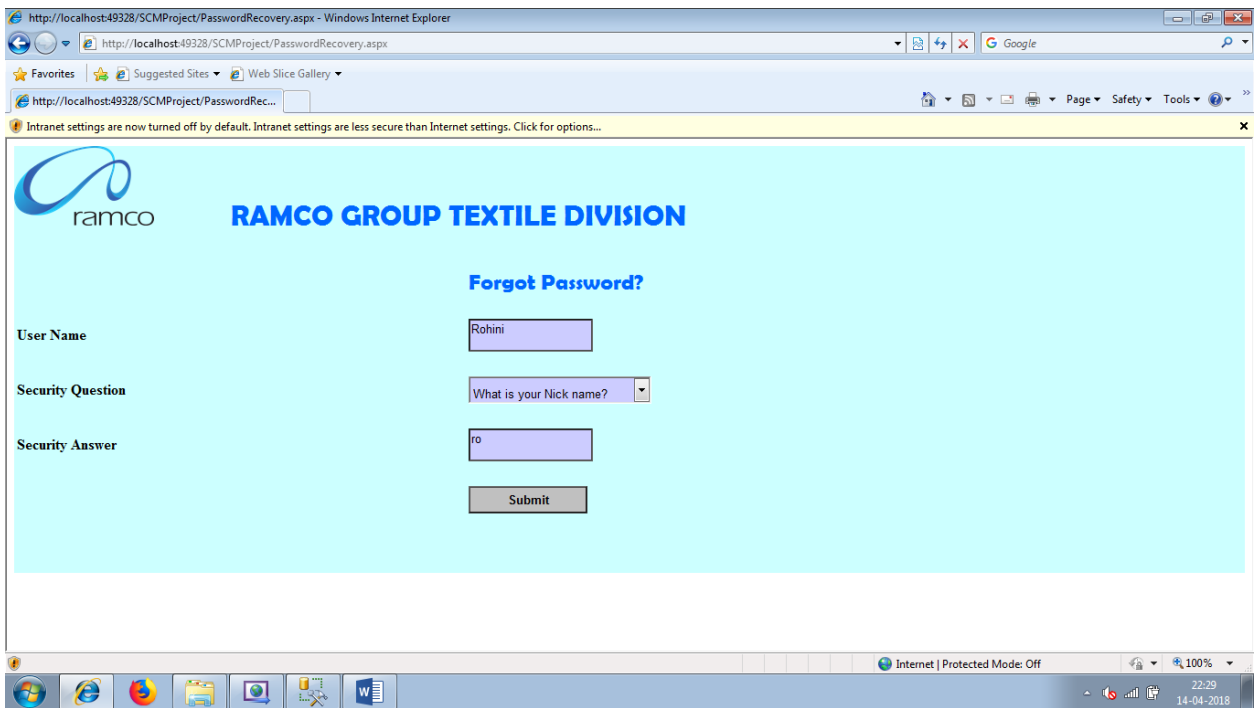 http://localhost:49328/SCMProject/PasswordRecovery.aspx - Windows Internet Explorer
http://localhost:49328/SCMProject/PasswordRecovery.aspx
Google
Favorites Suggested Sites Web Slice Gallery
http://localhost:49328/SCMProject/PasswordRec...
Page Safety Tools »
Intranet settings are now turned off by default. Intranet settings are less secure than Internet settings. Click for options...
ramco
RAMCO GROUP TEXTILE DIVISION
Forgot Password?
User Name Rohini
Security Question What is your Nick name?
Security Answer ro
Submit
Internet | Protected Mode: Off 100%
22:29
14-04-2018